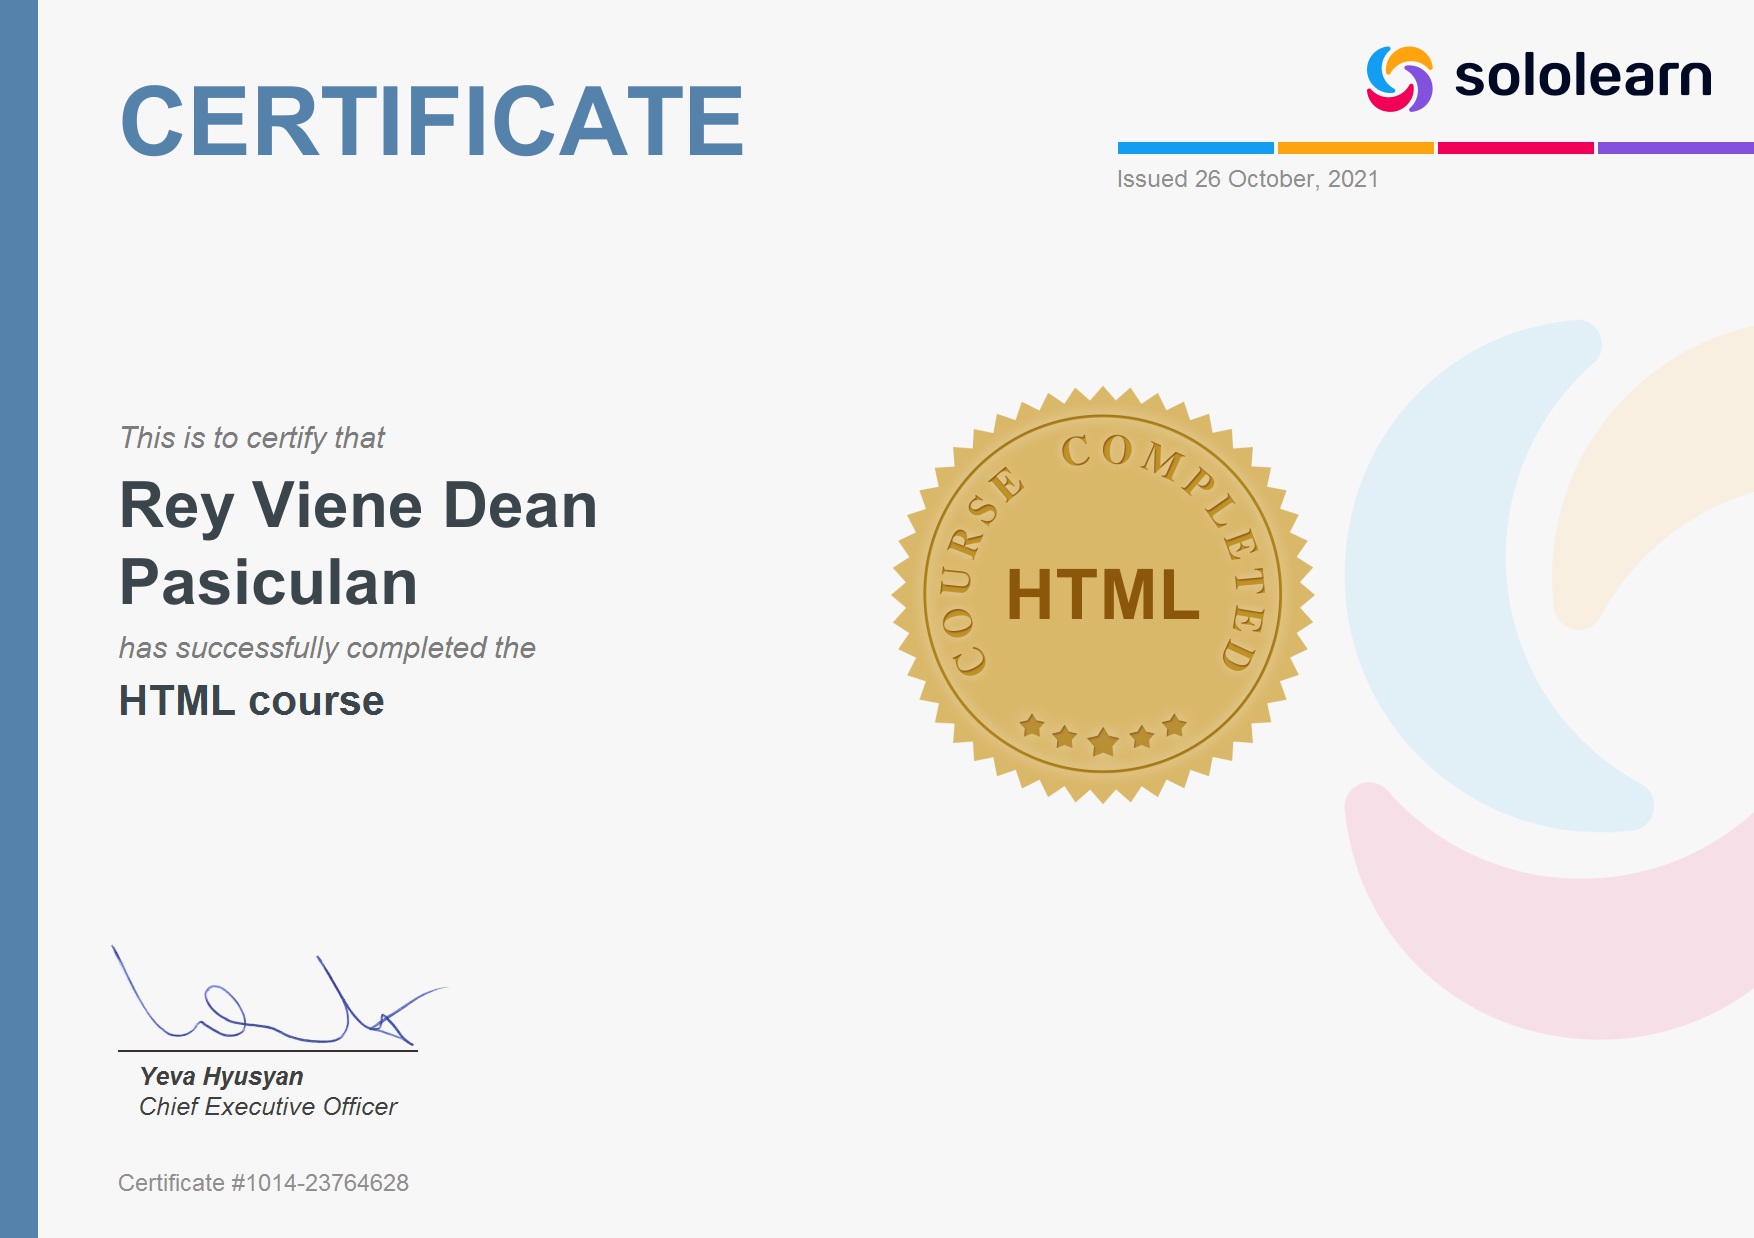 CERTIFICATE
sololearn
Issued 26 October, 2021
This is to certify that
Rey Viene Dean
Pasiculan
has successfully completed the
HTML course
COURSE COMPLETED
HTML
Yeva Hyusyan
Chief Executive Officer
Certificate #1014-23764628